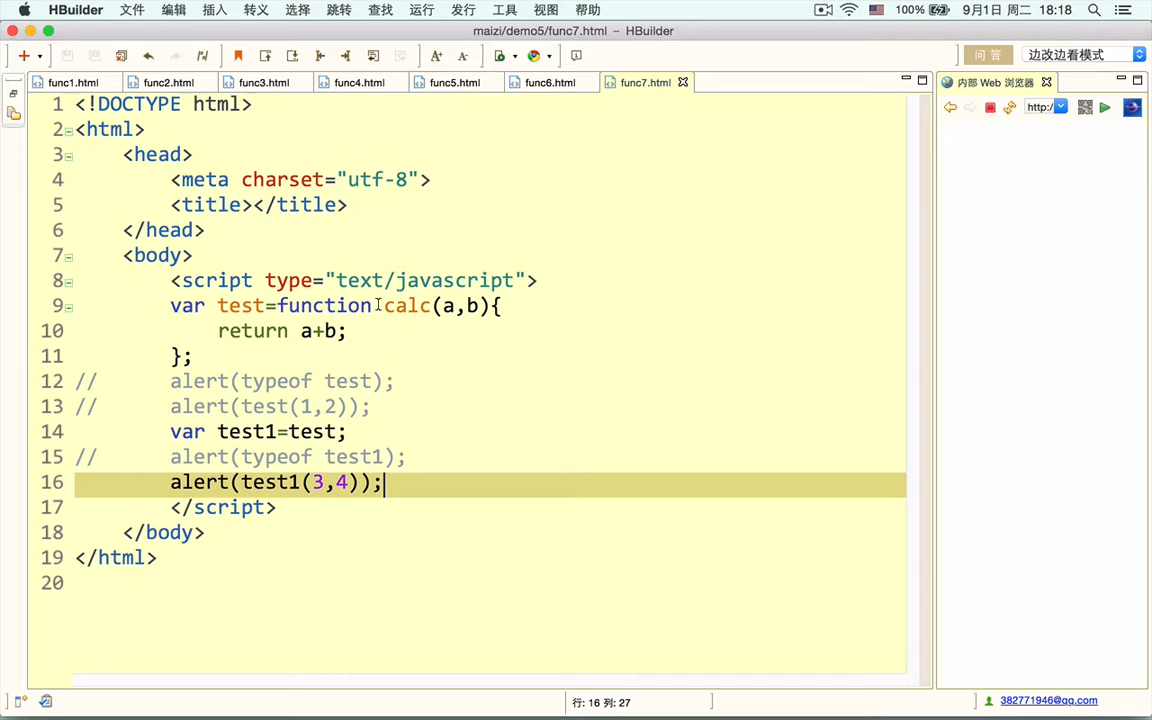 HBuilder 文件 编辑 插入 转义 选择 跳转 查找 运行 发行 工具 视图 帮助 100% 9月1日 周二 18:18
maizi/demo5/func7.html – HBuilder
A+ A- 问 答 边改边看模式
func1.html func2.html func3.html func4.html func5.html func6.html func7.html 内部 Web 浏览器
http:/
1 <!DOCTYPE html>
2 <html>
3 <head>
4 <meta charset="utf-8">
5 <title></title>
6 </head>
7 <body>
8 <script type="text/javascript">
9 var test=function calc(a,b){
10 return a+b;
11 };
12 // alert(typeof test);
13 // alert(test(1,2));
14 var test1=test;
15 // alert(typeof test1);
16 alert(test1(3,4));
17 </script>
18 </body>
19 </html>
20
行: 16 列: 27 382771946@qq.com